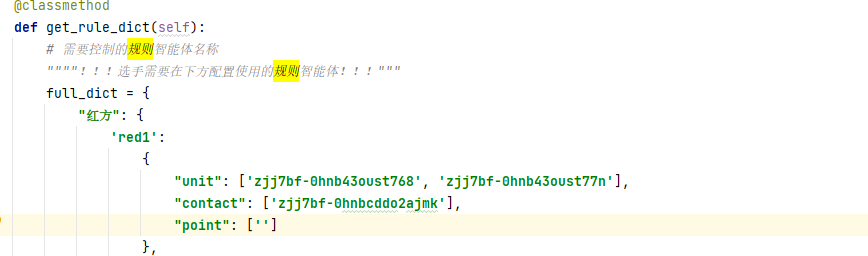 @classmethod
def get_rule_dict(self):
# 需要控制的规则智能体名称
""""！！！选手需要在下方配置使用的规则智能体！！！"""
full_dict = {
"红方": {
'red1':
{
"unit": ['zjj7bf-0hnb43oust768', 'zjj7bf-0hnb43oust77n'],
"contact": ['zjj7bf-0hnbcddo2ajmk'],
"point": ['']
},